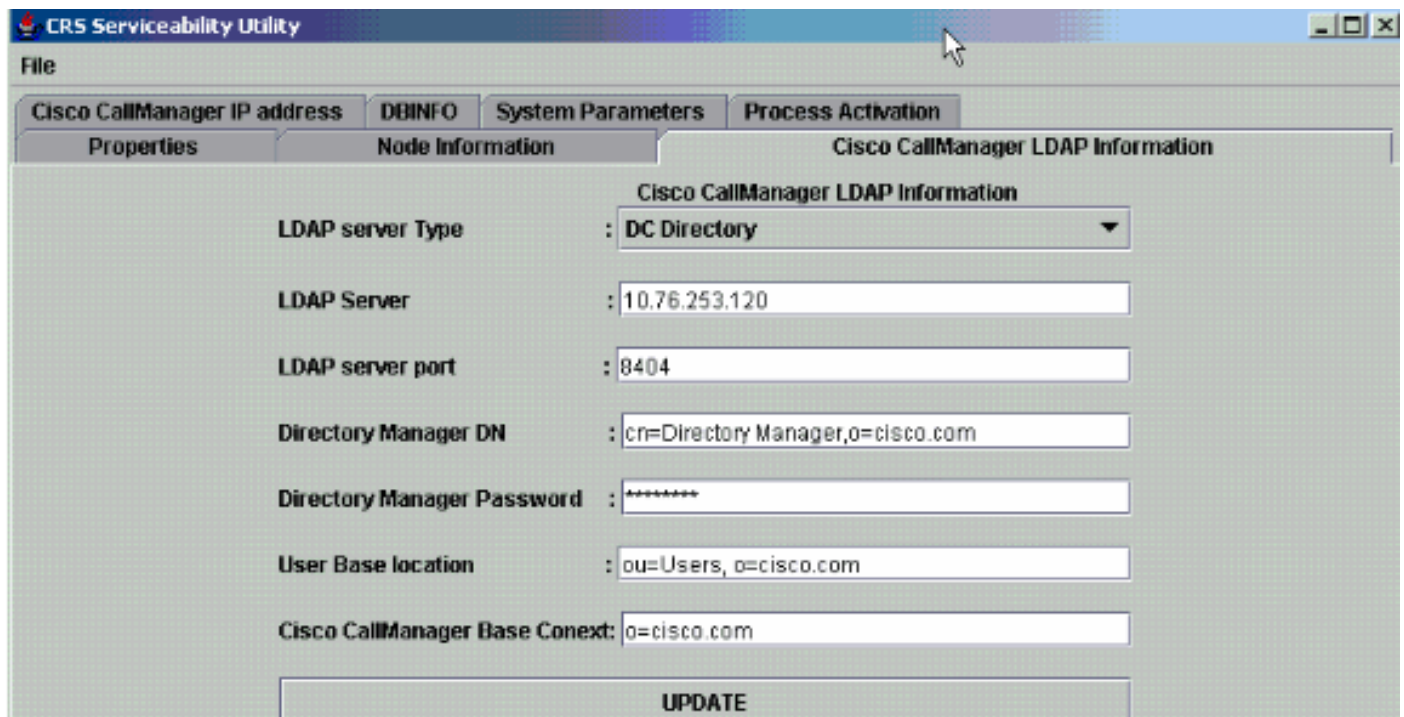 CRS Serviceability Utility
File
Cisco CallManager IP address DBINFO System Parameters Process Activation
Properties Node Information Cisco CallManager LDAP Information
Cisco CallManager LDAP Information
LDAP server Type : DC Directory
LDAP Server : 10.76.253.120
LDAP server port : 8404
Directory Manager DN : cn=Directory Manager,o=cisco.com
Directory Manager Password : ********
User Base location : ou=Users, o=cisco.com
Cisco CallManager Base Conext: o=cisco.com
UPDATE